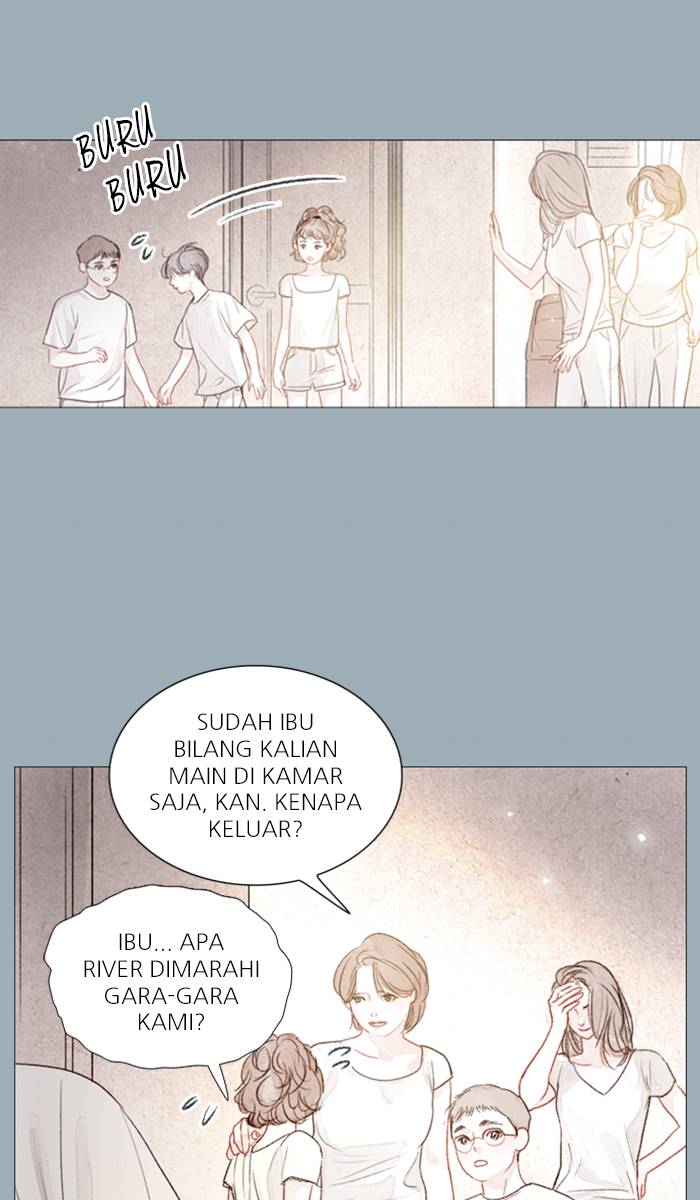 BURU
BURU
SUDAH IBU
BILANG KALIAN
MAIN DI KAMAR
SAJA, KAN. KENAPA
KELUAR?
IBU... APA
RIVER DIMARAHI
GARA-GARA
KAMI?